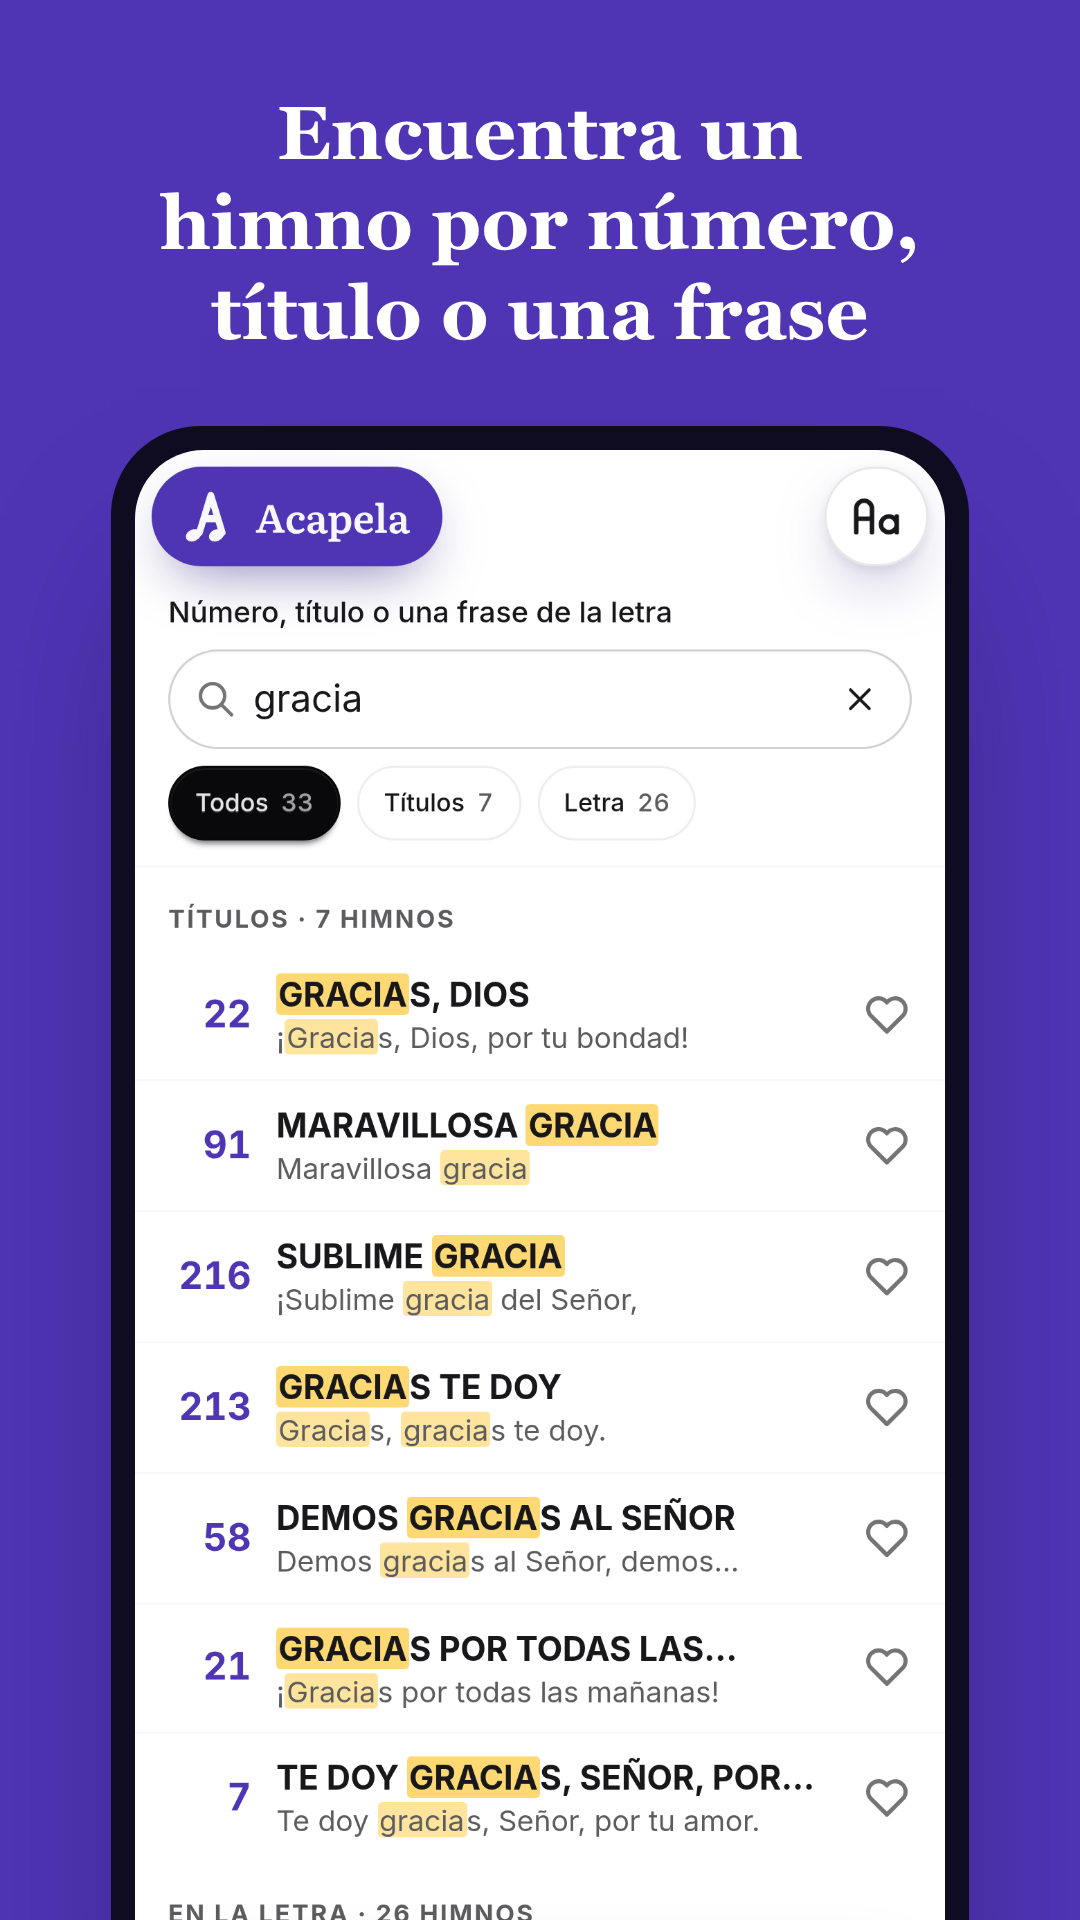 Encuentra un
himno por número,
título o una frase
Acapela
Aa
Número, título o una frase de la letra
gracia
Todos 33 Títulos 7 Letra 26
TÍTULOS · 7 HIMNOS
22 GRACIAS, DIOS
¡Gracias, Dios, por tu bondad!
91 MARAVILLOSA GRACIA
Maravillosa gracia
216 SUBLIME GRACIA
¡Sublime gracia del Señor,
213 GRACIAS TE DOY
Gracias, gracias te doy.
58 DEMOS GRACIAS AL SEÑOR
Demos gracias al Señor, demos...
21 GRACIAS POR TODAS LAS...
¡Gracias por todas las mañanas!
7 TE DOY GRACIAS, SEÑOR, POR...
Te doy gracias, Señor, por tu amor.
EN LA LETRA · 26 HIMNOS